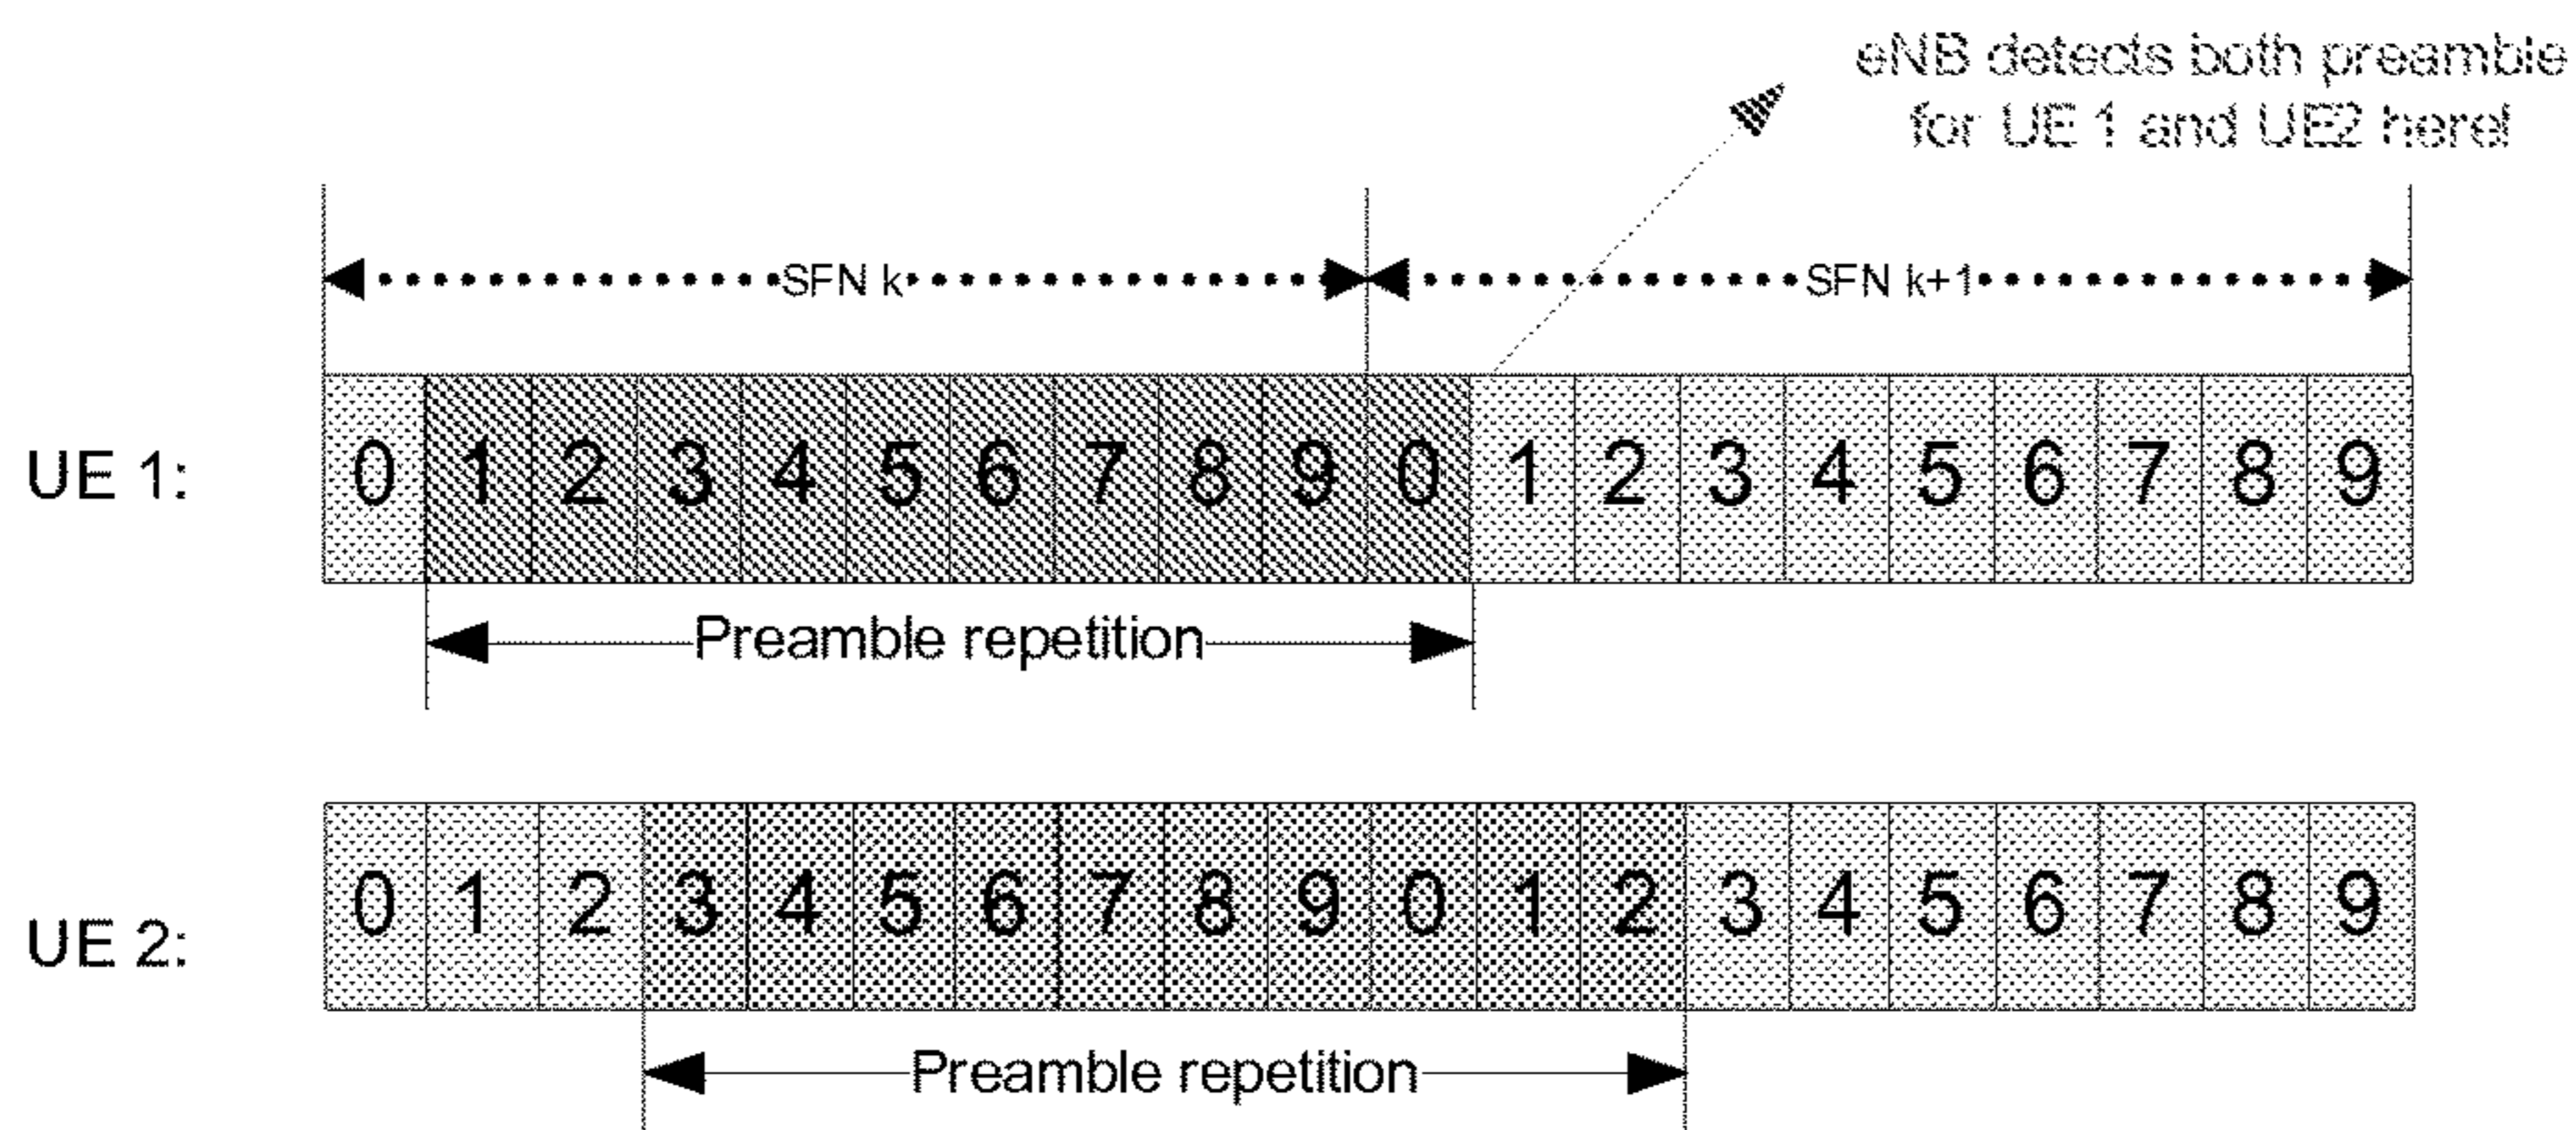 eNB detects both preamble
for UE 1 and UE2 here!
SFN k
SFN k+1
UE 1:
0 1 2 3 4 5 6 7 8 9 0 1 2 3 4 5 6 7 8 9
Preamble repetition
UE 2:
0 1 2 3 4 5 6 7 8 9 0 1 2 3 4 5 6 7 8 9
Preamble repetition